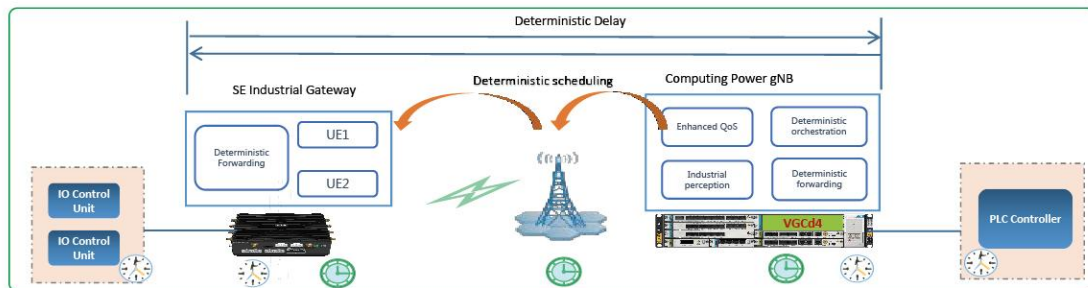 Deterministic Delay
Deterministic scheduling
Computing Power gNB
SE Industrial Gateway
Deterministic
Forwarding
UE1
UE2
Enhanced QoS
Deterministic
orchestration
Industrial
perception
Deterministic
forwarding
IO Control
Unit
IO Control
Unit
VGCd4
PLC Controller